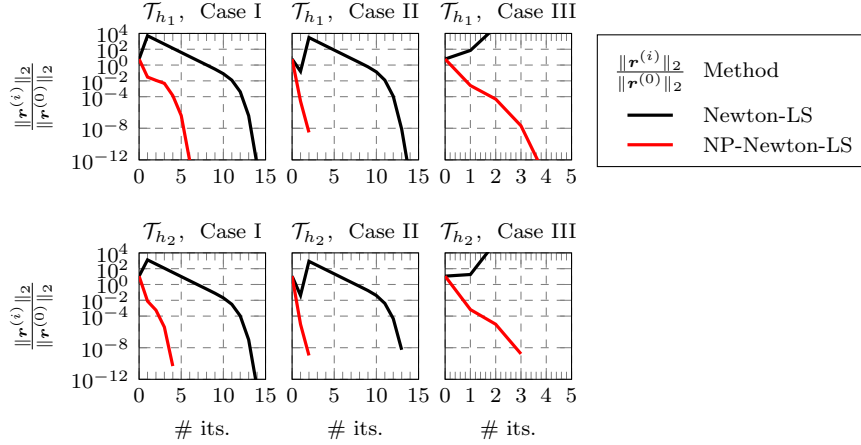 𝒯_{h_1}, Case I
𝒯_{h_1}, Case II
𝒯_{h_1}, Case III
‖r^{(i)}‖_2 / ‖r^{(0)}‖_2
10^4
10^2
10^0
10^{-4}
10^{-8}
10^{-12}
0 5 10 15
0 5 10 15
0 1 2 3 4 5
‖r^{(i)}‖_2 / ‖r^{(0)}‖_2 Method
Newton-LS
NP-Newton-LS
𝒯_{h_2}, Case I
𝒯_{h_2}, Case II
𝒯_{h_2}, Case III
‖r^{(i)}‖_2 / ‖r^{(0)}‖_2
10^4
10^2
10^0
10^{-4}
10^{-8}
10^{-12}
0 5 10 15
0 5 10 15
0 1 2 3 4 5
# its.
# its.
# its.